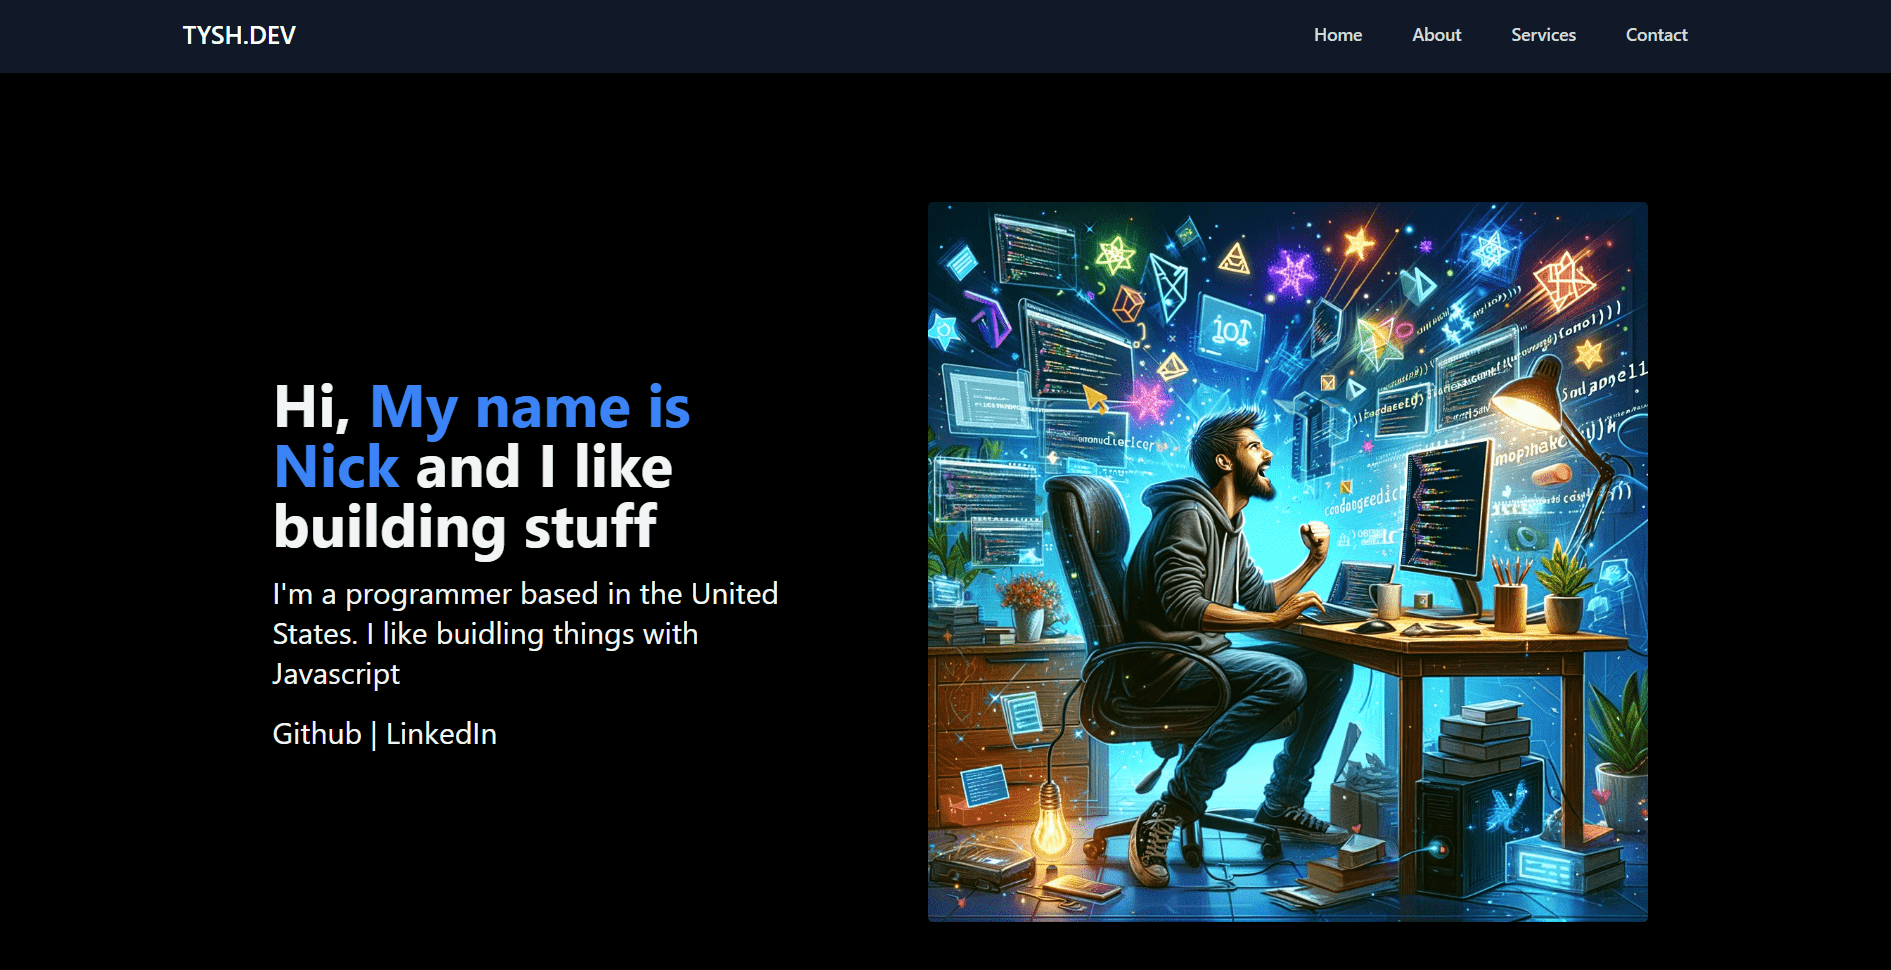 TYSH.DEV
Home
About
Services
Contact
Hi, My name is
Nick and I like
building stuff
I'm a programmer based in the United
States. I like buidling things with
Javascript
Github | LinkedIn